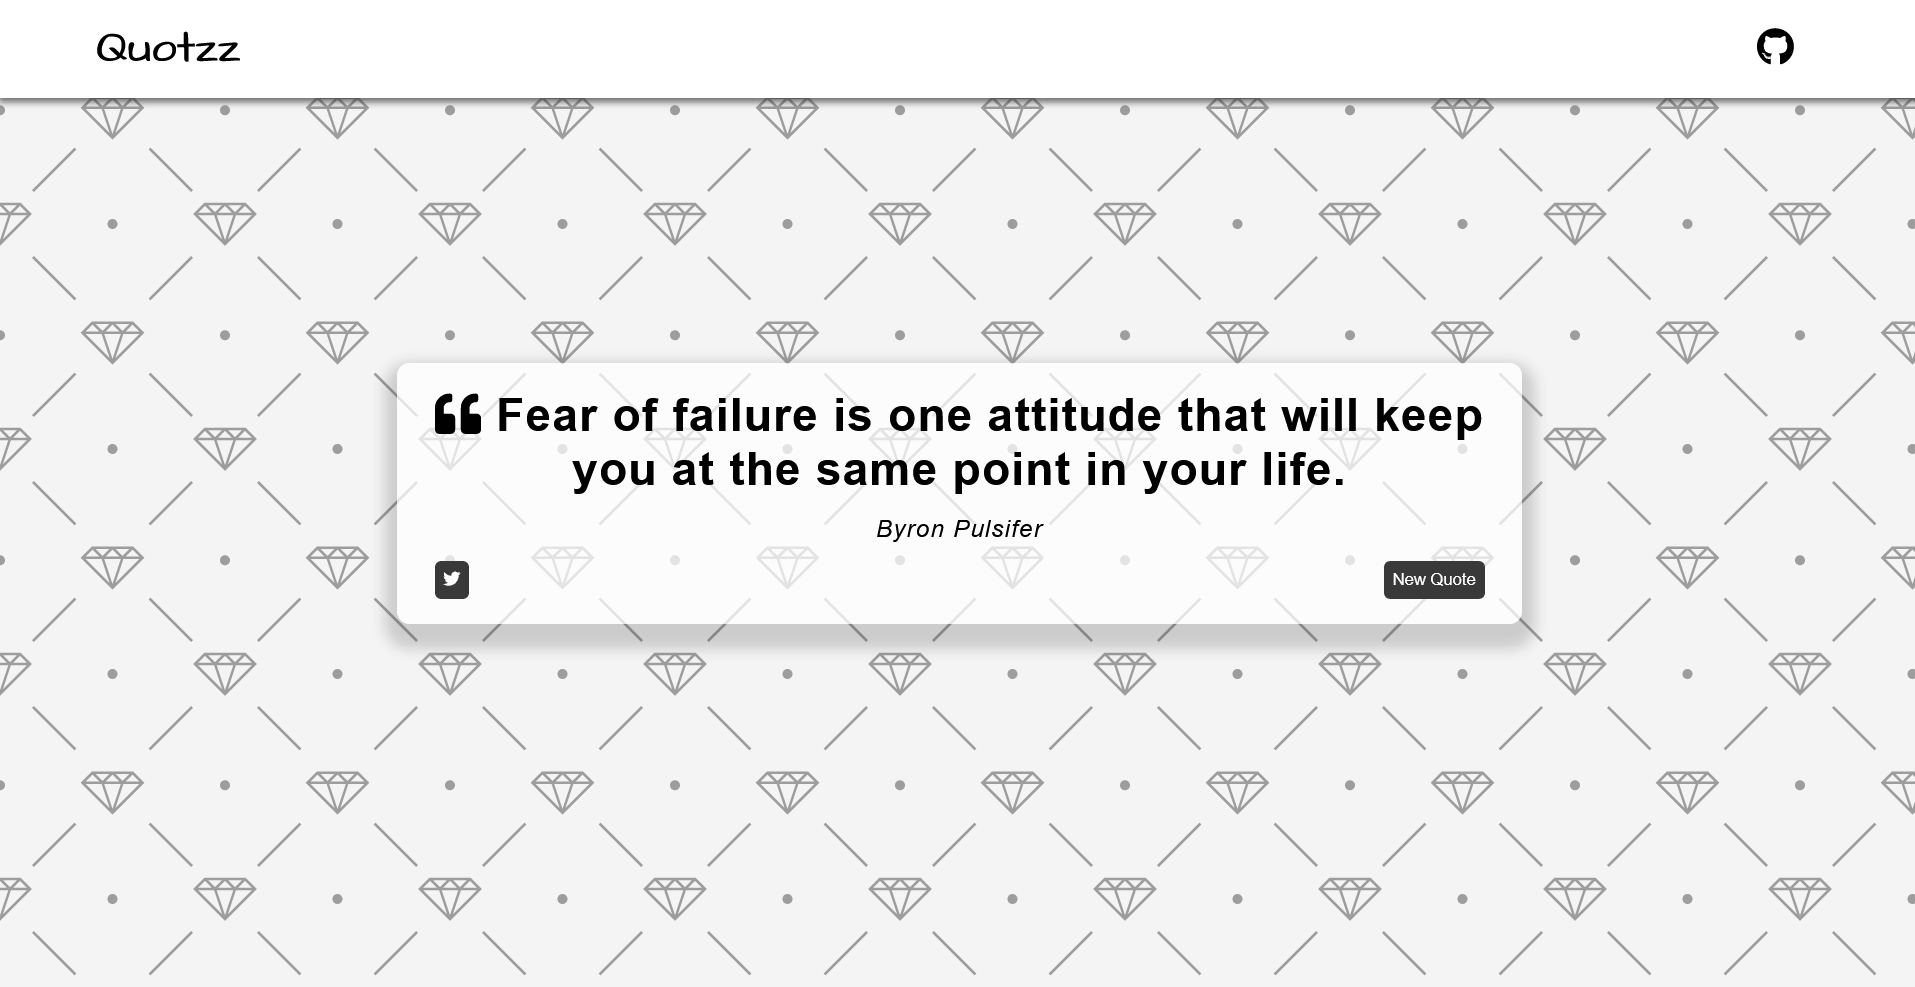 Quotzz
Fear of failure is one attitude that will keep
you at the same point in your life.
Byron Pulsifer
New Quote